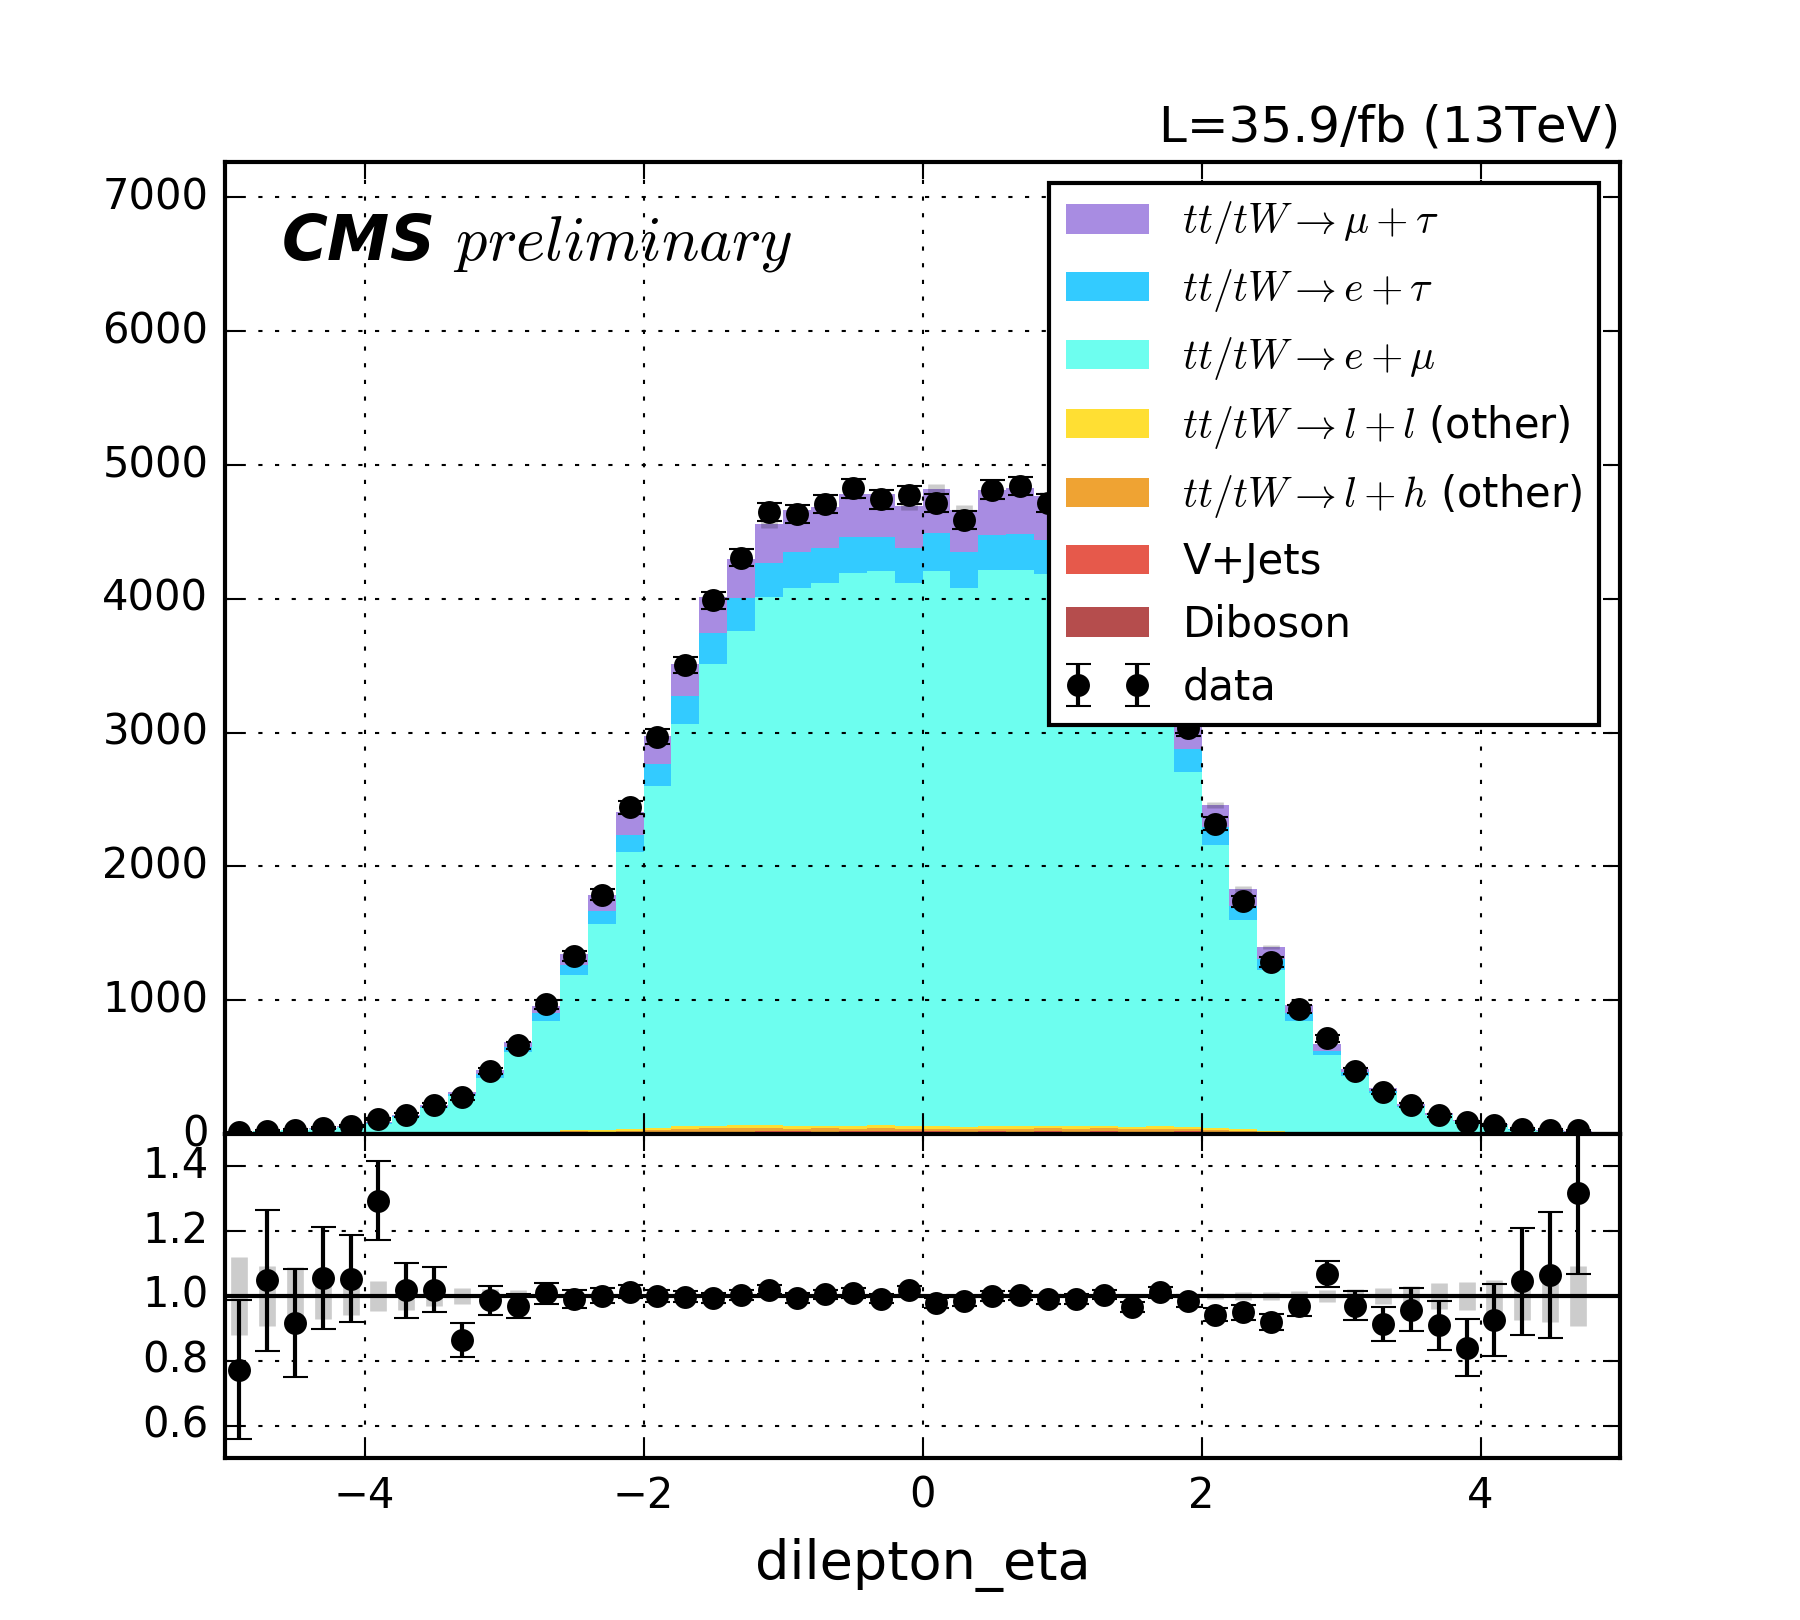 L=35.9/fb (13TeV)
CMS preliminary
7000
6000
5000
4000
3000
2000
1000
0
tt/tW→μ+τ
tt/tW→e+τ
tt/tW→e+μ
tt/tW→l+l (other)
tt/tW→l+h (other)
V+Jets
Diboson
data
1.4
1.2
1.0
0.8
0.6
−4 −2 0 2 4
dilepton_eta